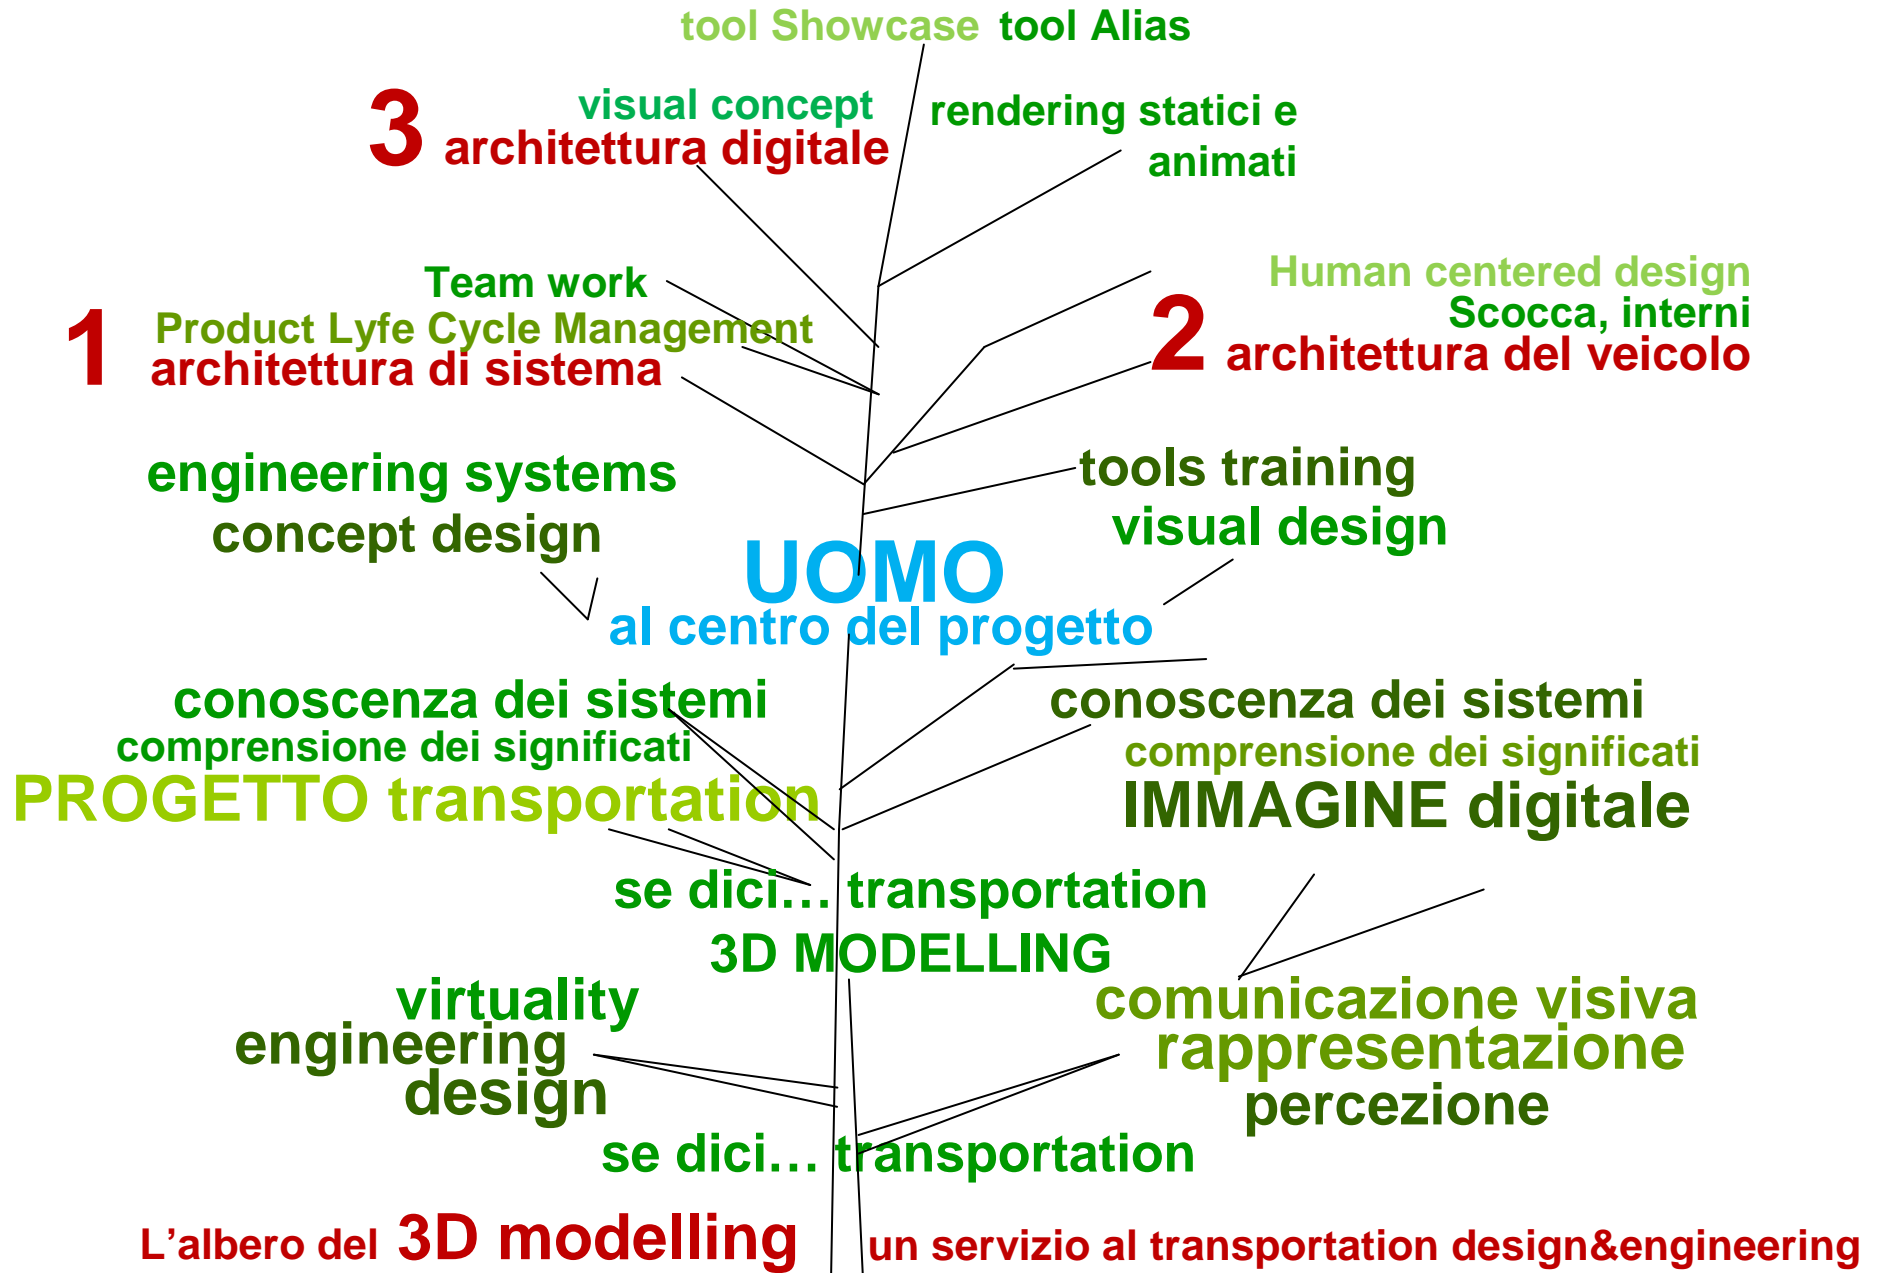 tool Showcase tool Alias
visual concept
3 architettura digitale
rendering statici e
animati
Team work
Product Lyfe Cycle Management
1 architettura di sistema
Human centered design
Scocca, interni
2 architettura del veicolo
engineering systems
concept design
tools training
visual design
UOMO
al centro del progetto
conoscenza dei sistemi
comprensione dei significati
PROGETTO transportation
conoscenza dei sistemi
comprensione dei significati
IMMAGINE digitale
se dici... transportation
3D MODELLING
virtuality
engineering
design
comunicazione visiva
rappresentazione
percezione
se dici... transportation
L'albero del 3D modelling un servizio al transportation design&engineering